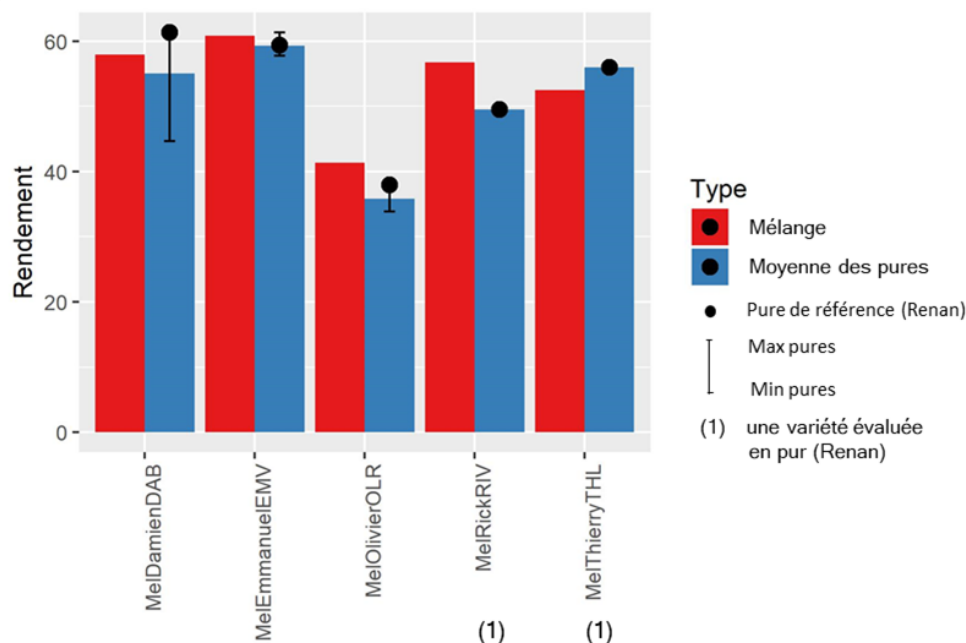 Rendement
60
40
20
0
MelDamienDAB
MelEmmanuelEMV
MelOlivierOLR
MelRickRIV
MelThierryTHL
(1)
(1)
Type
Mélange
Moyenne des pures
Pure de référence (Renan)
Max pures
Min pures
(1) une variété évaluée
en pur (Renan)